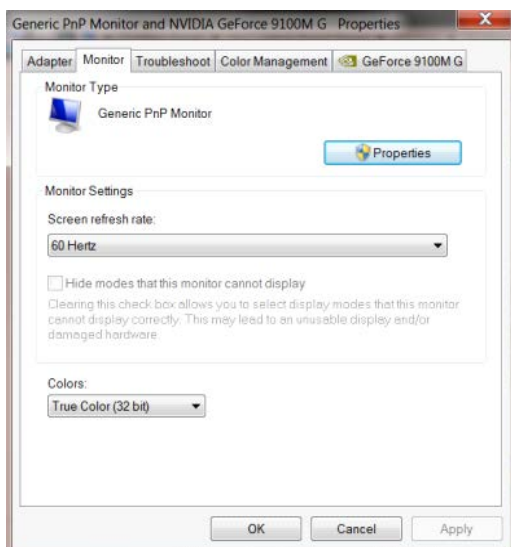 Generic PnP Monitor and NVIDIA GeForce 9100M G Properties
Adapter Monitor Troubleshoot Color Management GeForce 9100M G
Monitor Type
Generic PnP Monitor
Properties
Monitor Settings
Screen refresh rate:
60 Hertz
Hide modes that this monitor cannot display
Clearing this check box allows you to select display modes that this monitor
cannot display correctly. This may lead to an unusable display and/or
damaged hardware.
Colors:
True Color (32 bit)
OK Cancel Apply